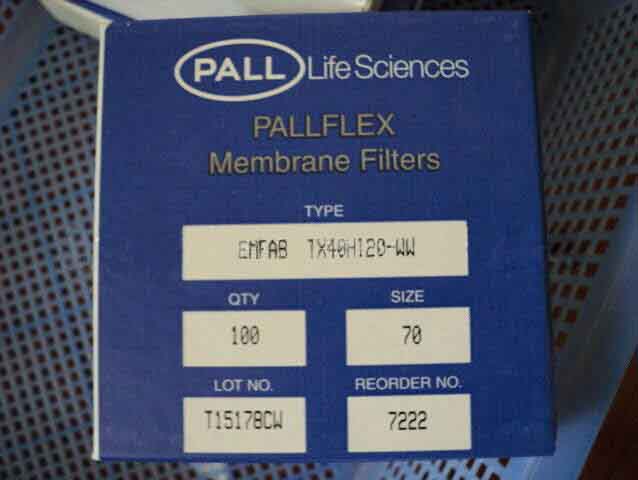 PALL Life Sciences
PALLFLEX
Membrane Filters
TYPE
EMFAB TX40H120-WW
QTY SIZE
100 70
LOT NO. REORDER NO.
T15178CW 7222